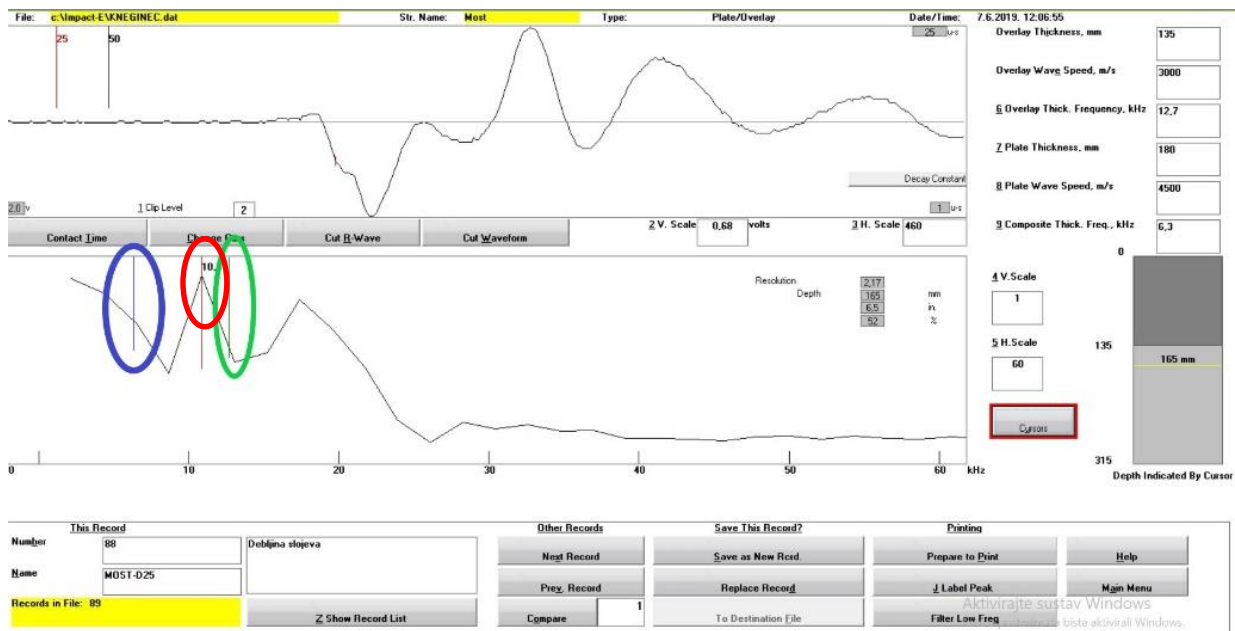 File: c:\Impact-E\KNEGINEC.dat Str. Name: Most Type: Plate/Overlay Date/Time: 7.6.2019. 12:06:55
25 50 25 u-s
Overlay Thickness, mm 135
Overlay Wave Speed, m/s 3000
6 Overlay Thick. Frequency, kHz 12,7
7 Plate Thickness, mm 180
8 Plate Wave Speed, m/s 4500
9 Composite Thick. Freq., kHz 6,3
Decay Constant
2.0 v 1 Clip Level 2 1 u-s
Contact Time Change Gain Cut R-Wave Cut Waveform 2 V. Scale 0,68 volts 3 H. Scale 460
10,
Resolution 2,17
Depth 165 mm
6,5 in.
52 %
4 V.Scale
1
5 H.Scale
60
Cursors
0
135
165 mm
315
Depth Indicated By Cursor
0 10 20 30 40 50 60 kHz
This Record Other Records Save This Record? Printing
Number 88 Debljina slojeva Next Record Save as New Rcrd. Prepare to Print Help
Name MOST-D25 Prev. Record Replace Record J Label Peak Main Menu
Records in File: 89 Z Show Record List Compare 1 To Destination File Filter Low Freq
Aktivirajte sustav Windows
biste aktivirali Windows.